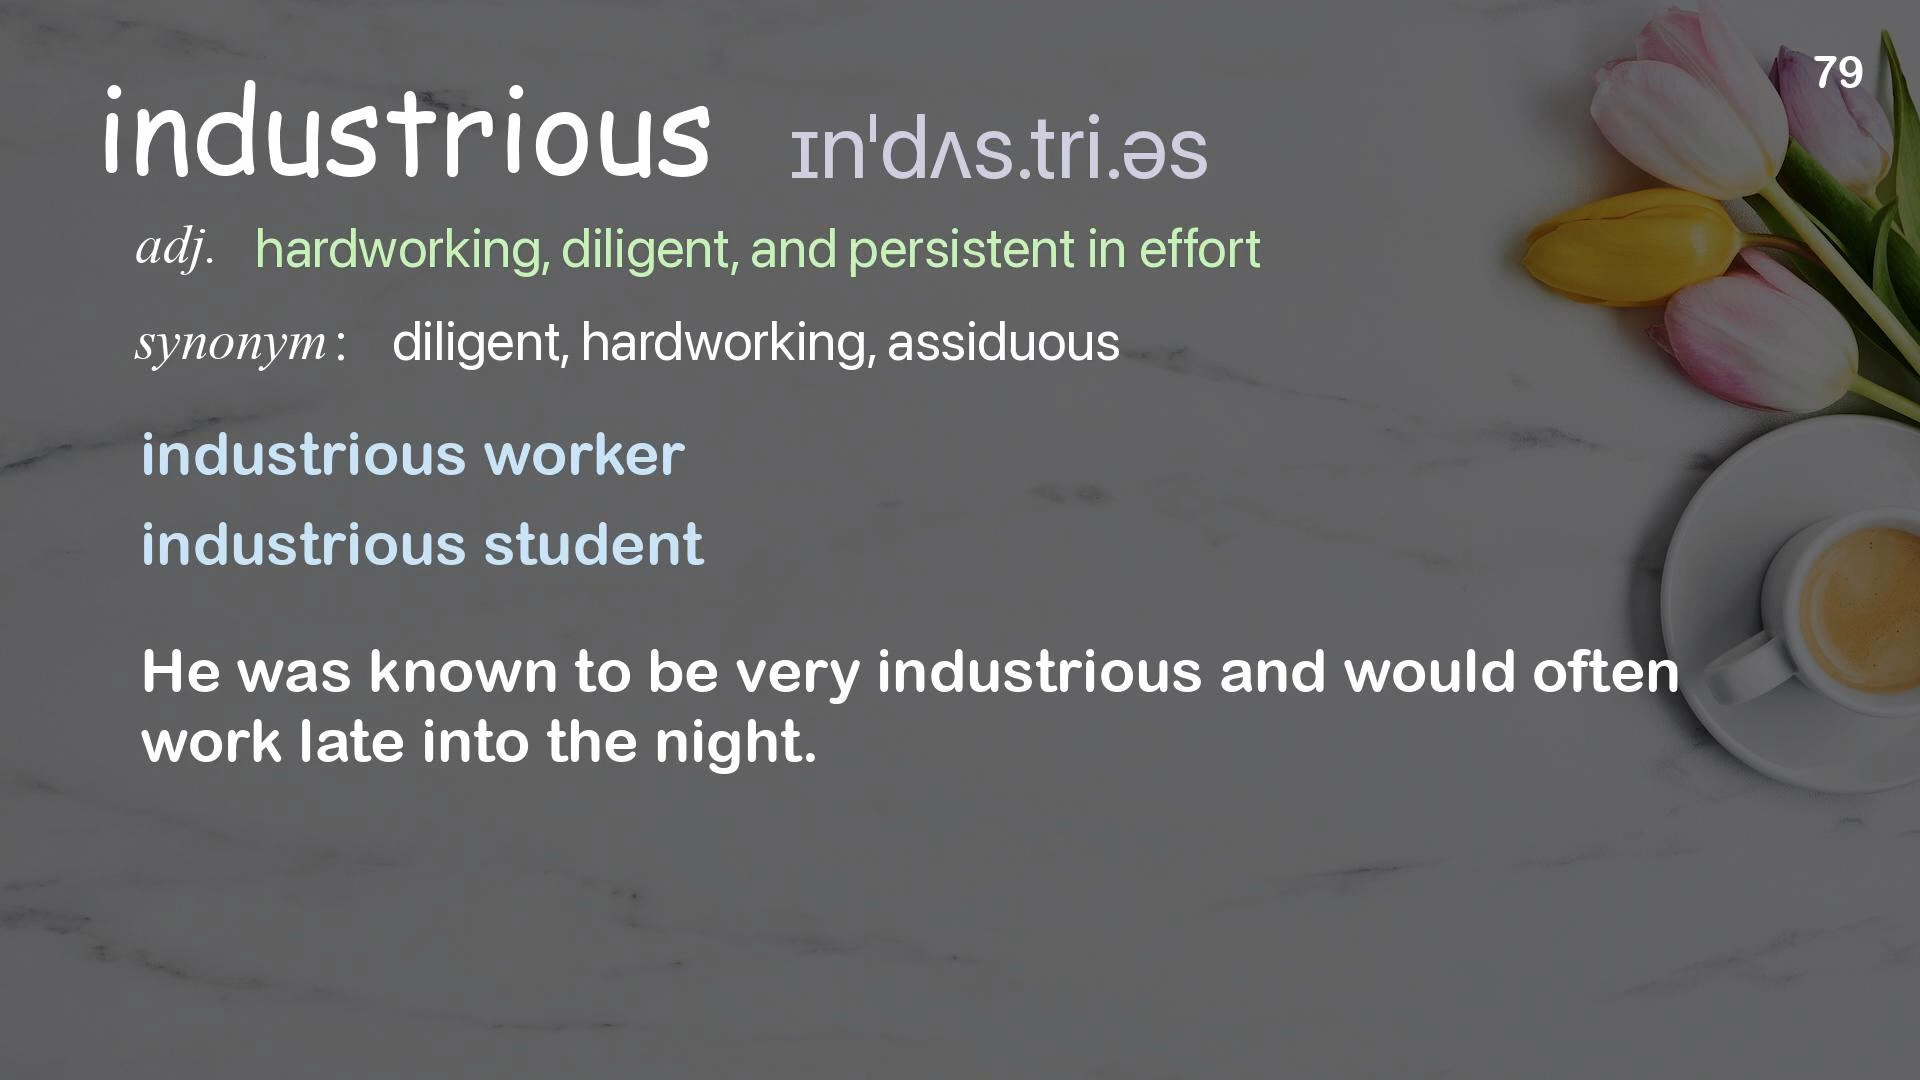 79
industrious ɪnˈdʌs.tri.əs
adj. hardworking, diligent, and persistent in effort
synonym : diligent, hardworking, assiduous
industrious worker
industrious student
He was known to be very industrious and would often
work late into the night.